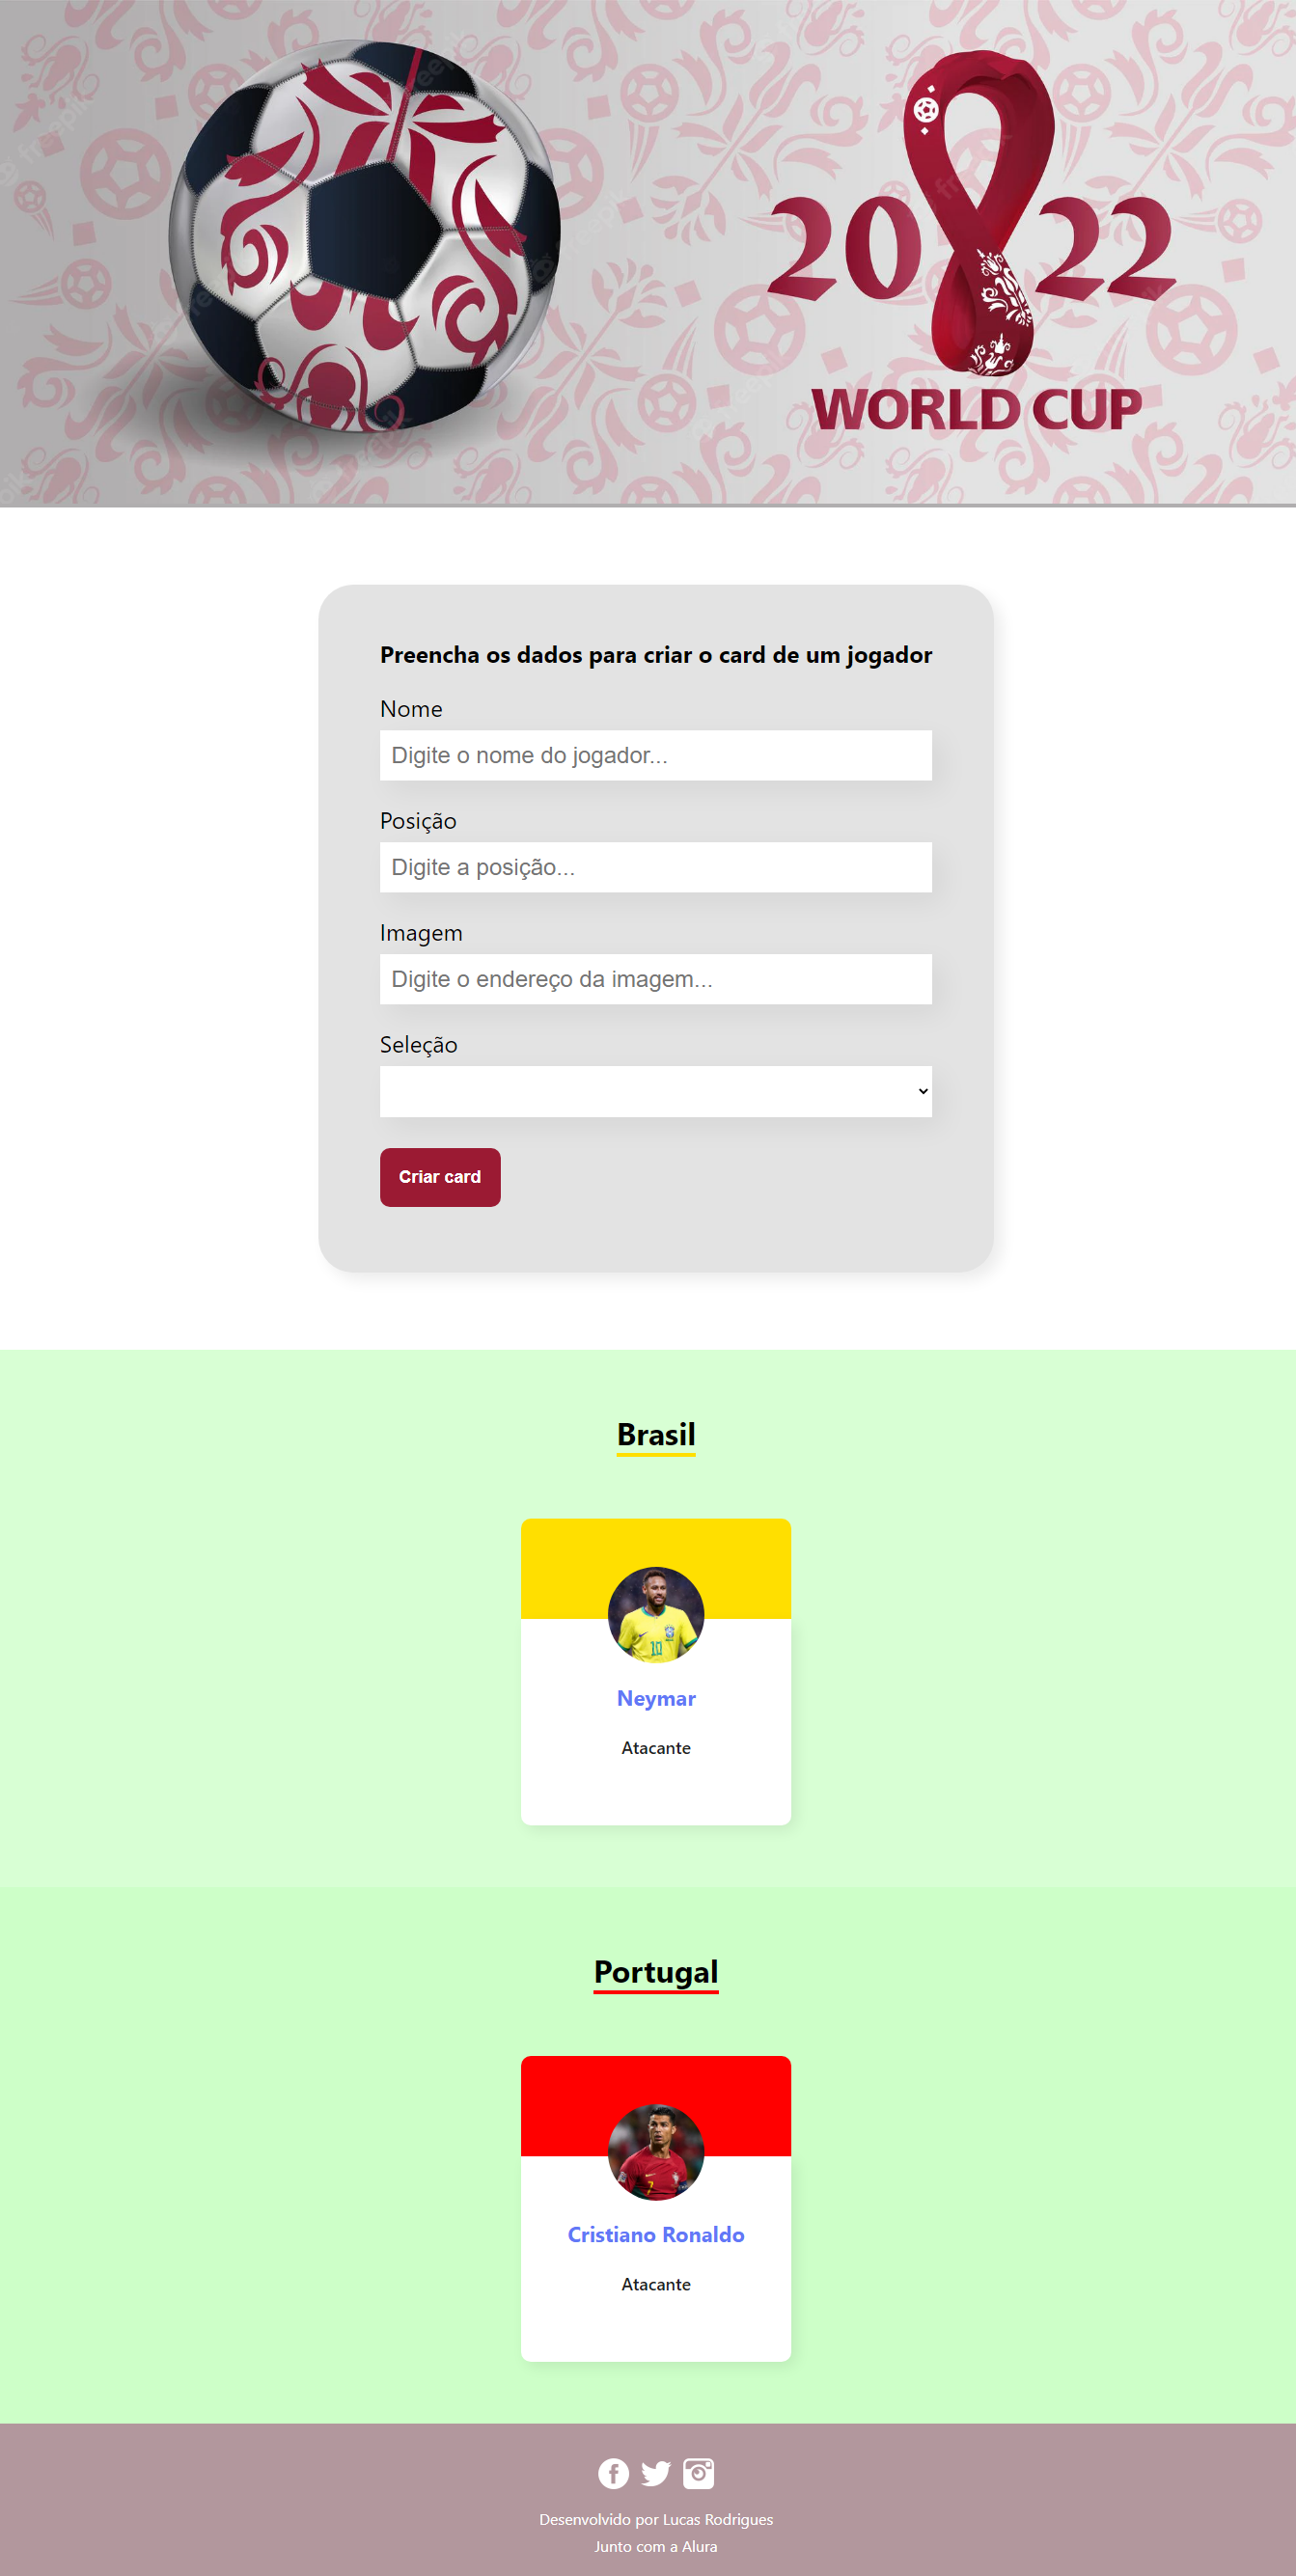 2022
WORLD CUP
Preencha os dados para criar o card de um jogador
Nome
Digite o nome do jogador...
Posição
Digite a posição...
Imagem
Digite o endereço da imagem...
Seleção
Criar card
Brasil
10
Neymar
Atacante
Portugal
7
Cristiano Ronaldo
Atacante
Desenvolvido por Lucas Rodrigues
Junto com a Alura